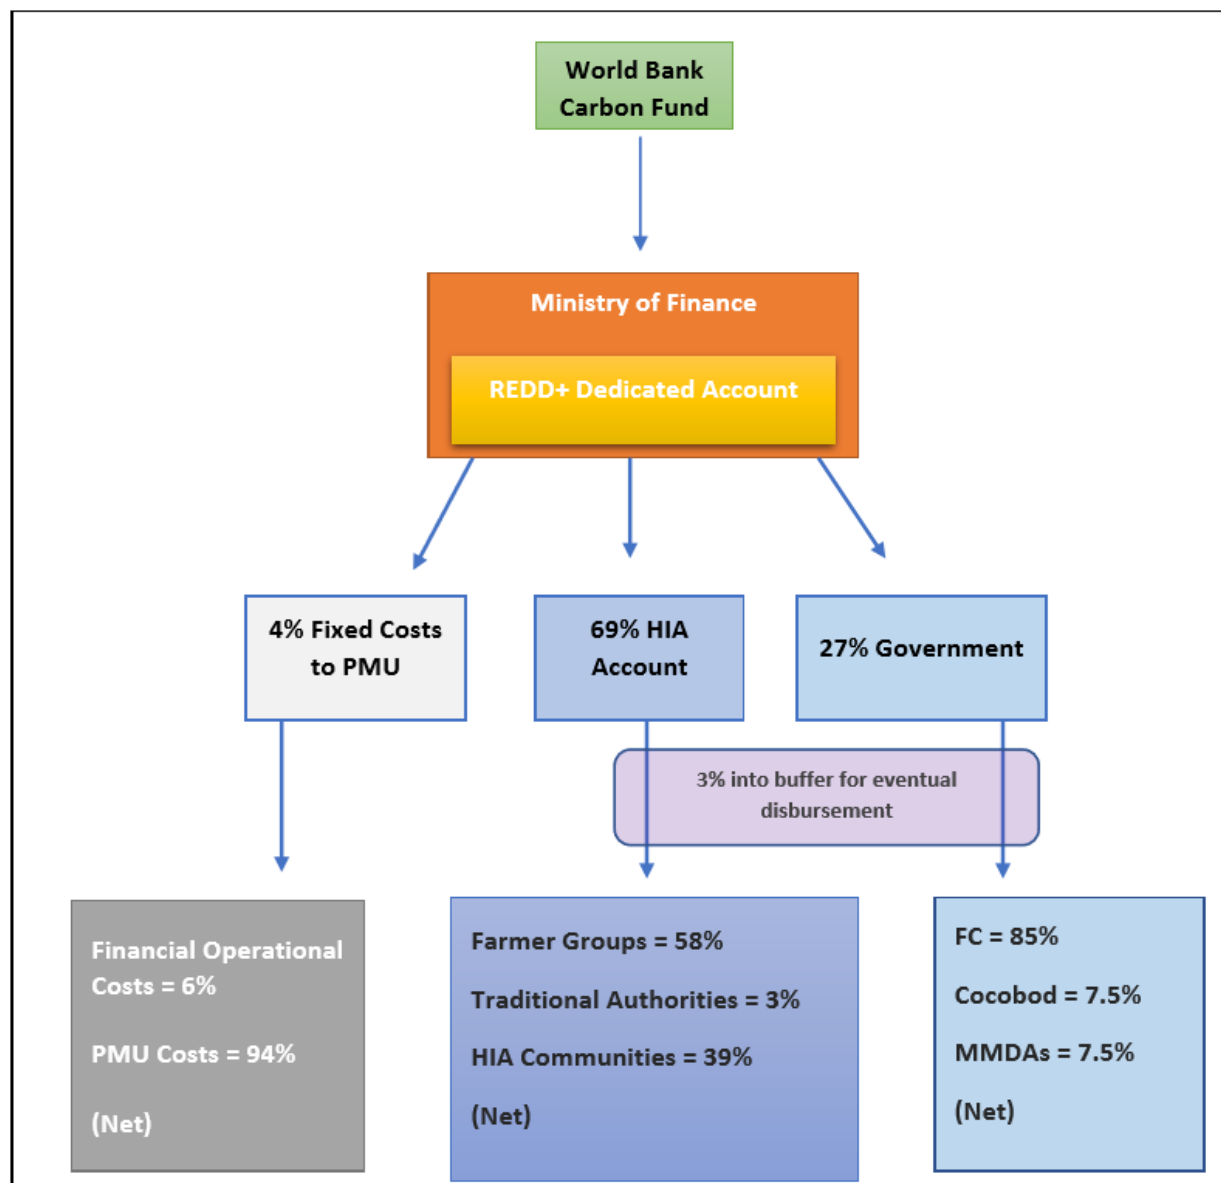 World Bank
Carbon Fund
Ministry of Finance
REDD+ Dedicated Account
4% Fixed Costs
to PMU
69% HIA
Account
27% Government
3% into buffer for eventual
disbursement
Financial Operational
Costs = 6%
PMU Costs = 94%
(Net)
Farmer Groups = 58%
Traditional Authorities = 3%
HIA Communities = 39%
(Net)
FC = 85%
Cocobod = 7.5%
MMDAs = 7.5%
(Net)